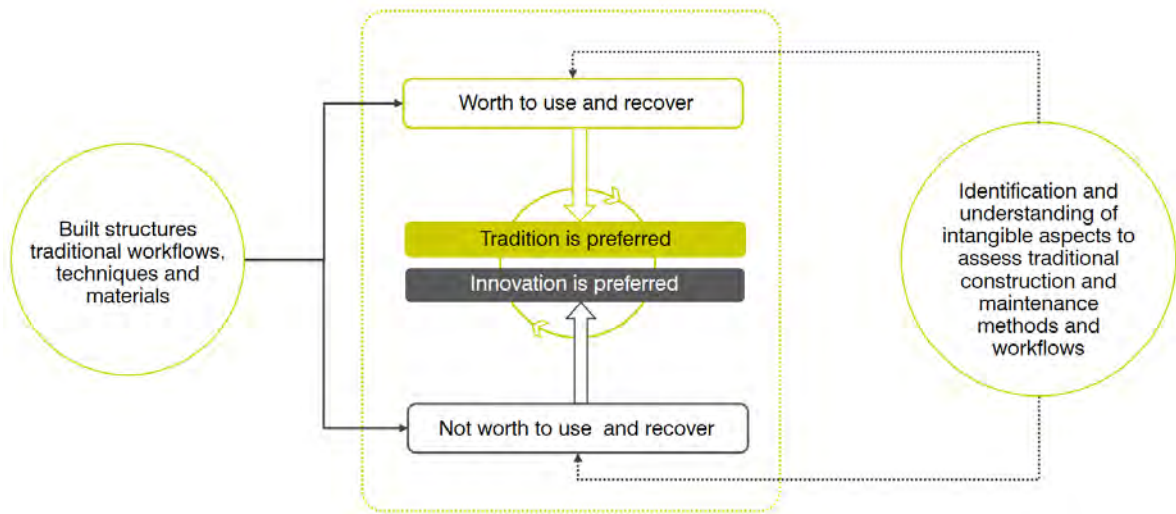 Built structures
traditional workflows,
techniques and
materials
Worth to use and recover
Tradition is preferred
Innovation is preferred
Not worth to use and recover
Identification and
understanding of
intangible aspects to
assess traditional
construction and
maintenance
methods and
workflows